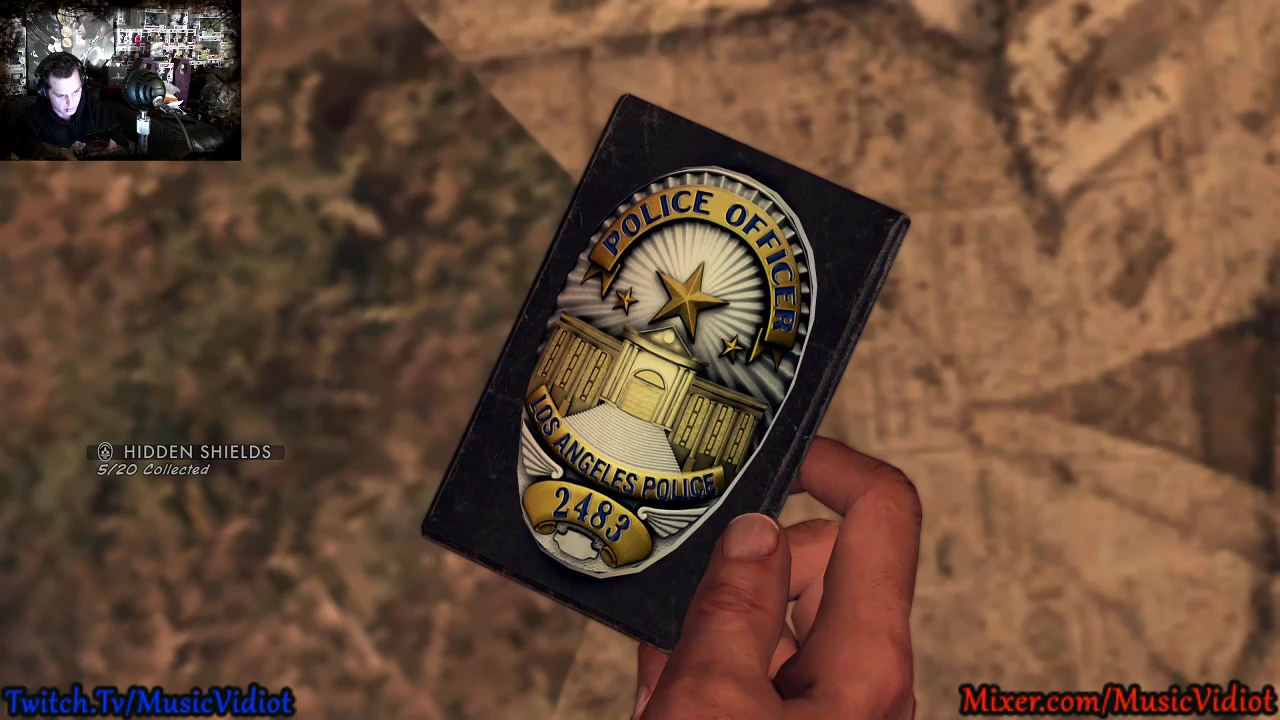 POLICE OFFICER
LOS ANGELES POLICE
2483
HIDDEN SHIELDS
5/20 Collected
Twitch.Tv/MusicVidiot
Mixer.com/MusicVidiot